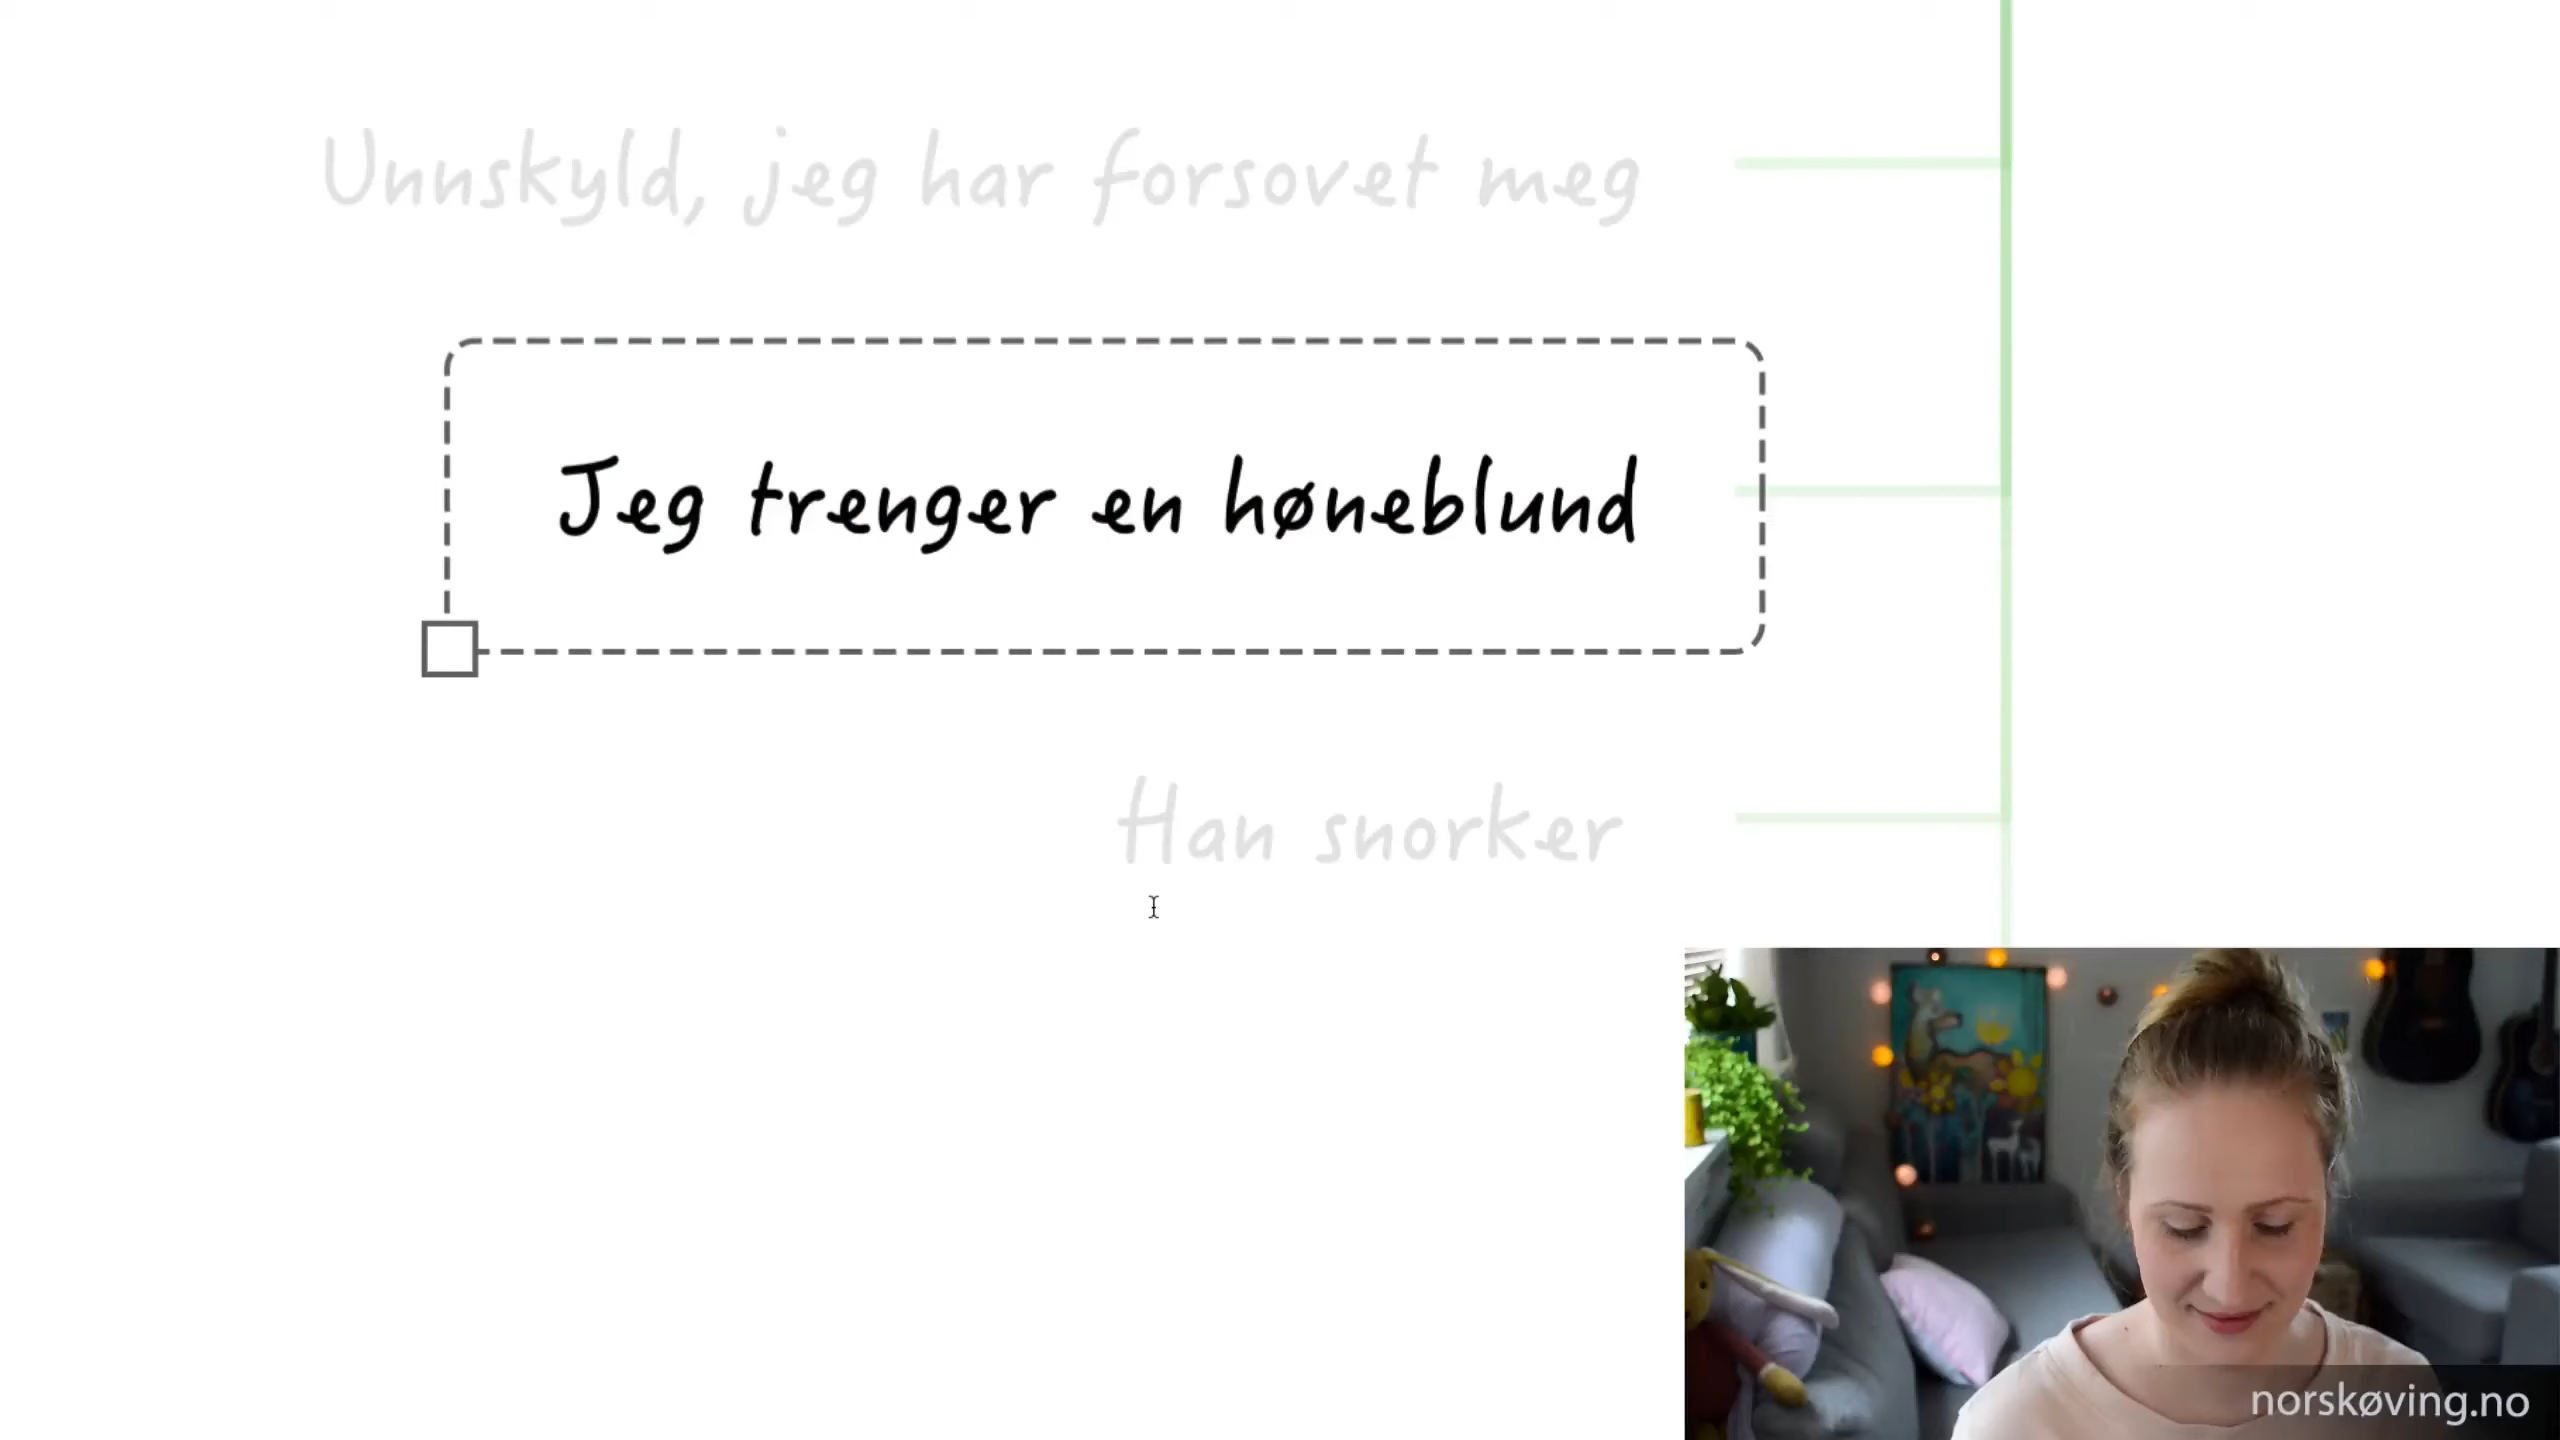 Unnskyld, jeg har forsovet meg
Jeg trenger en høneblund
Han snorker
norskøving.no